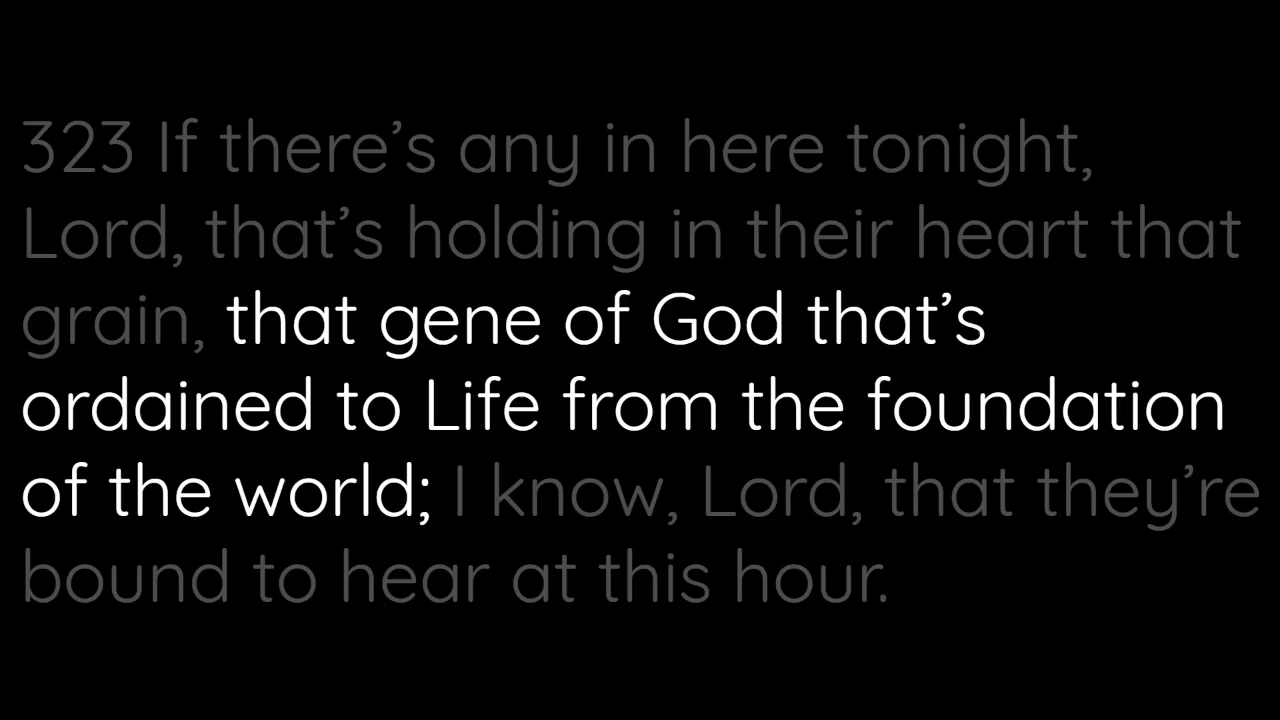 323 If there’s any in here tonight,
Lord, that’s holding in their heart that
grain, that gene of God that’s
ordained to Life from the foundation
of the world; I know, Lord, that they’re
bound to hear at this hour.